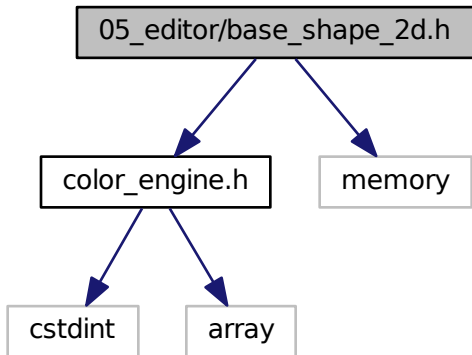 05_editor/base_shape_2d.h
color_engine.h
memory
cstdint
array